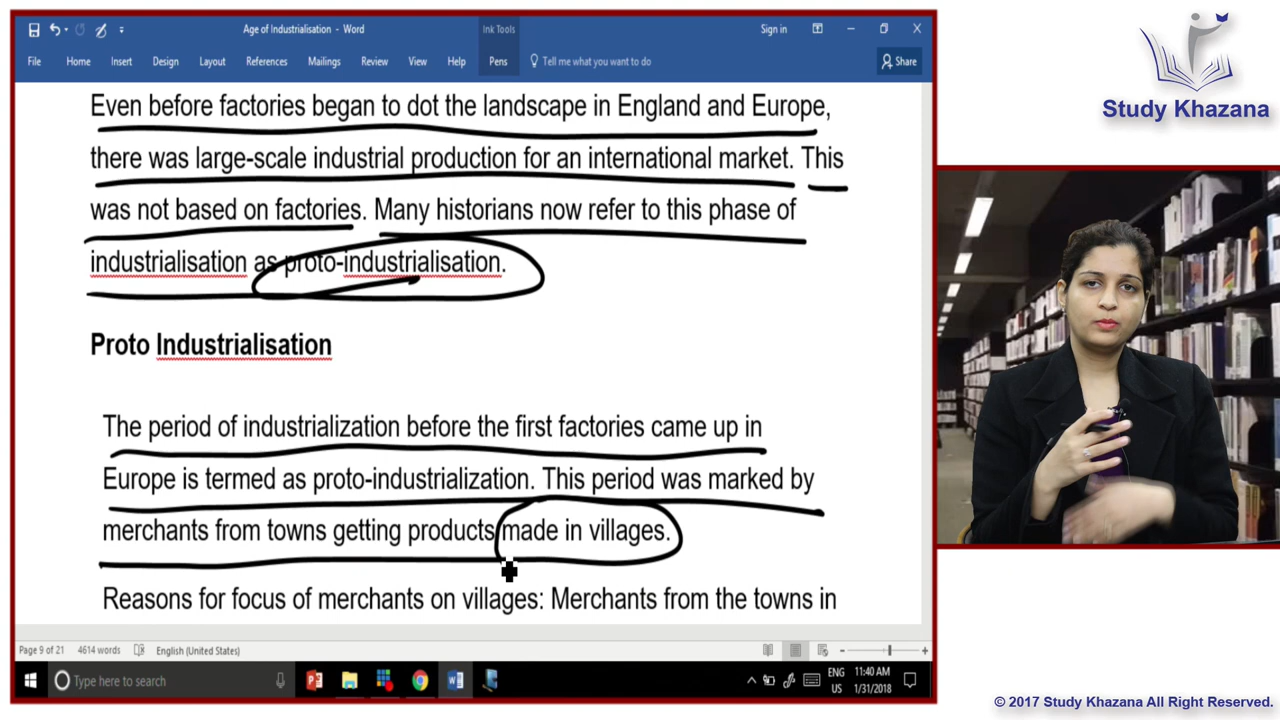 Age of Industrialisation - Word
Ink Tools
Sign in
File Home Insert Design Layout References Mailings Review View Help Pens Tell me what you want to do Share
Even before factories began to dot the landscape in England and Europe,
there was large-scale industrial production for an international market. This
was not based on factories. Many historians now refer to this phase of
industrialisation as proto-industrialisation.
Proto Industrialisation
The period of industrialization before the first factories came up in
Europe is termed as proto-industrialization. This period was marked by
merchants from towns getting products made in villages.
Reasons for focus of merchants on villages: Merchants from the towns in
Page 9 of 21 4614 words English (United States)
Type here to search
ENG
US
11:40 AM
1/31/2018
Study Khazana
© 2017 Study Khazana All Right Reserved.